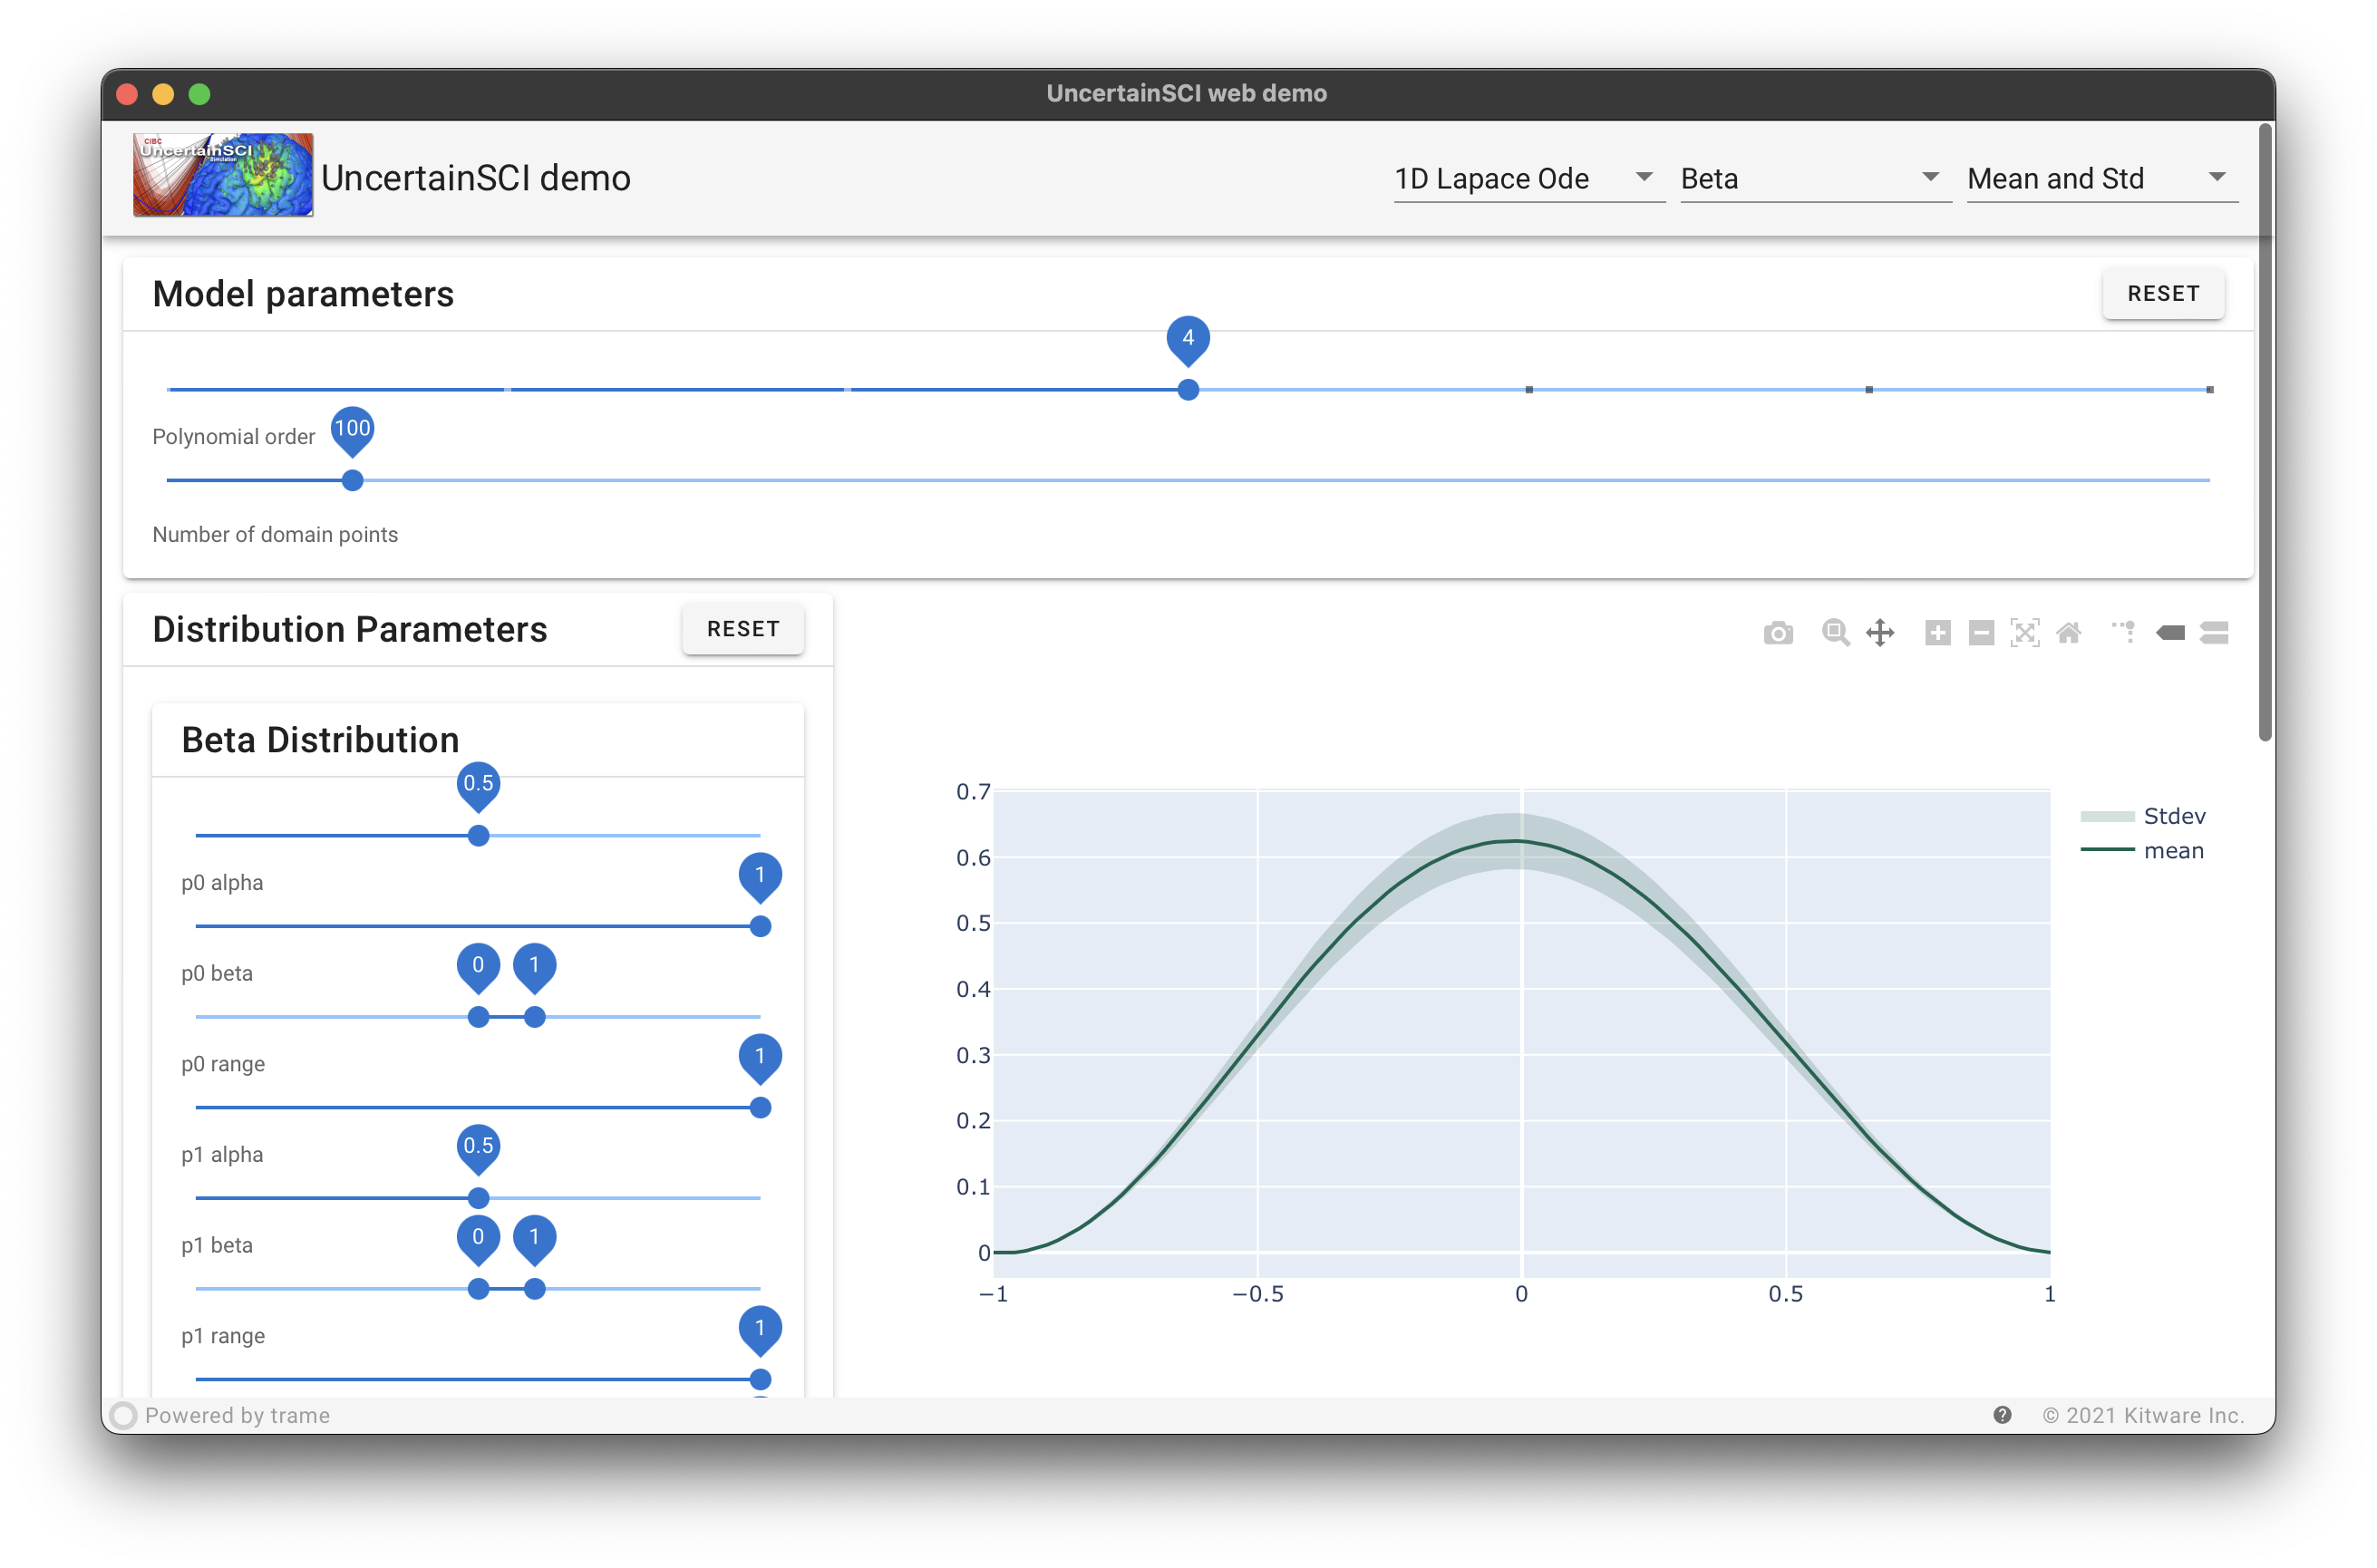 UncertainSCI web demo
CIBC
UncertainSCI
Simulation
UncertainSCI demo
1D Lapace Ode
Beta
Mean and Std
Model parameters
RESET
4
Polynomial order
100
Number of domain points
Distribution Parameters
RESET
Beta Distribution
0.5
p0 alpha
1
p0 beta
0 1
p0 range
1
p1 alpha
0.5
p1 beta
0 1
p1 range
1
0.7
0.6
0.5
0.4
0.3
0.2
0.1
0
−1 −0.5 0 0.5 1
Stdev
mean
Powered by trame
? © 2021 Kitware Inc.